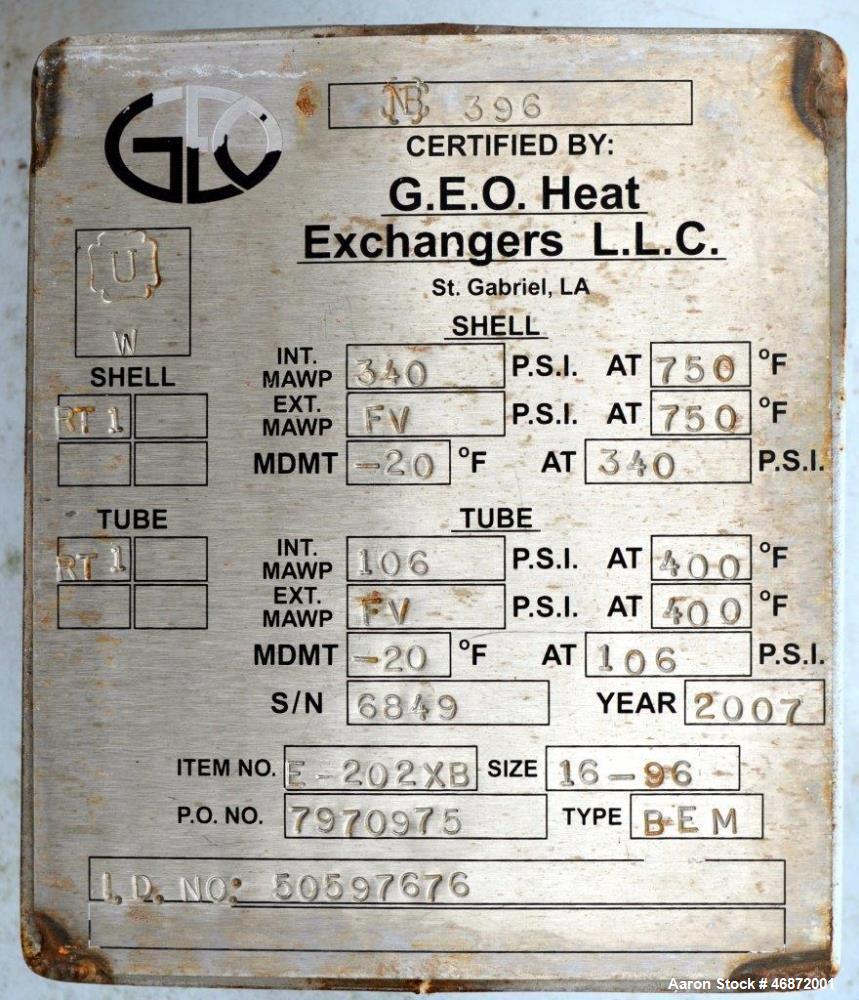 GEO
NB 396
CERTIFIED BY:
G.E.O. Heat
Exchangers L.L.C.
St. Gabriel, LA
U
W
SHELL
INT. MAWP 340 P.S.I. AT 750 °F
EXT. MAWP FV P.S.I. AT 750 °F
MDMT -20 °F AT 340 P.S.I.
SHELL
RT 1
TUBE
INT. MAWP 106 P.S.I. AT 400 °F
EXT. MAWP FV P.S.I. AT 400 °F
MDMT -20 °F AT 106 P.S.I.
TUBE
RT 1
S/N 6849 YEAR 2007
ITEM NO. E-202XB SIZE 16-96
P.O. NO. 7970975 TYPE BEM
I.D. NO: 50597676
Aaron Stock # 46872001